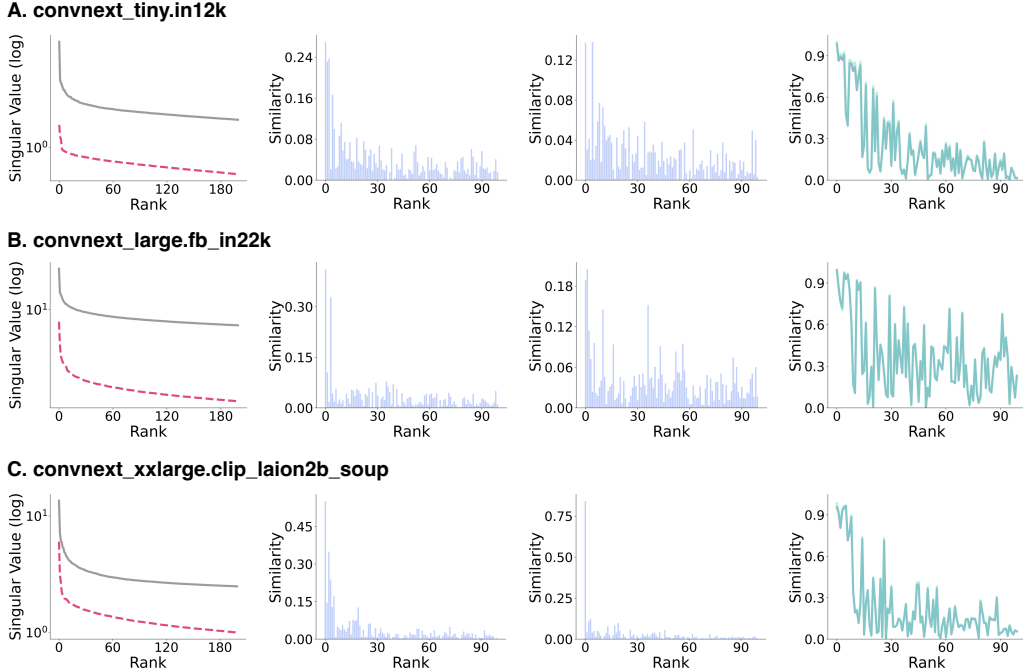 A. convnext_tiny.in12k
Singular Value (log)
10⁰
0 60 120 180
Rank
Similarity
0.24
0.16
0.08
0.00
0 30 60 90
Rank
Similarity
0.12
0.08
0.04
0.00
0 30 60 90
Rank
Similarity
0.9
0.6
0.3
0.0
0 30 60 90
Rank
B. convnext_large.fb_in22k
Singular Value (log)
10¹
0 60 120 180
Rank
Similarity
0.30
0.15
0.00
0 30 60 90
Rank
Similarity
0.18
0.12
0.06
0.00
0 30 60 90
Rank
Similarity
0.9
0.6
0.3
0.0
0 30 60 90
Rank
C. convnext_xxlarge.clip_laion2b_soup
Singular Value (log)
10¹
10⁰
0 60 120 180
Rank
Similarity
0.45
0.30
0.15
0.00
0 30 60 90
Rank
Similarity
0.75
0.50
0.25
0.00
0 30 60 90
Rank
Similarity
0.9
0.6
0.3
0.0
0 30 60 90
Rank